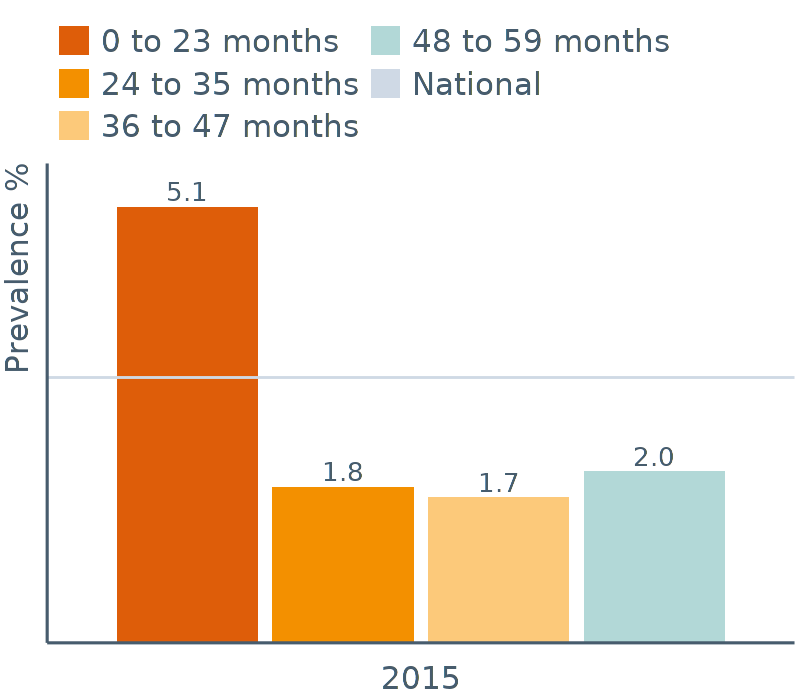 0 to 23 months
24 to 35 months
36 to 47 months
48 to 59 months
National
Prevalence %
5.1
1.8
1.7
2.0
2015